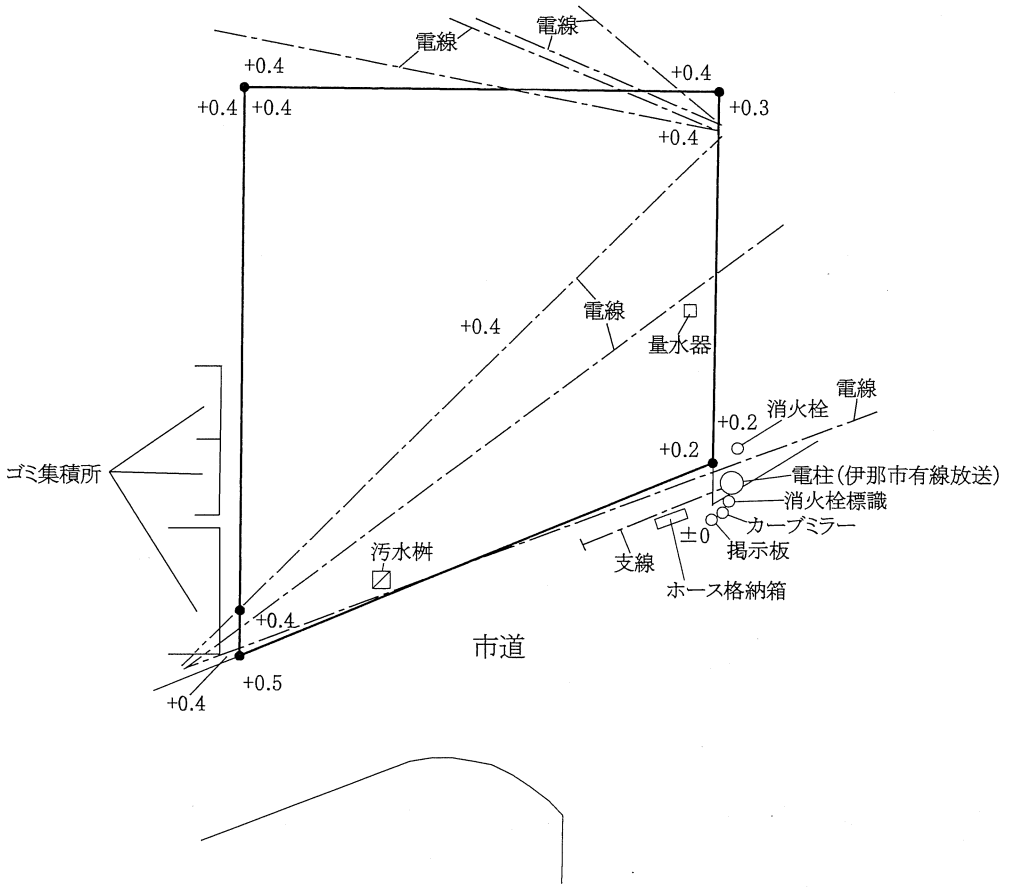 電線
電線
+0.4
+0.4
+0.4
+0.4
+0.3
+0.4
電線
+0.4
量水器
電線
消火栓
+0.2
+0.2
ゴミ集積所
電柱(伊那市有線放送)
消火栓標識
カーブミラー
±0
掲示板
汚水桝
支線
ホース格納箱
+0.4
市道
+0.5
+0.4